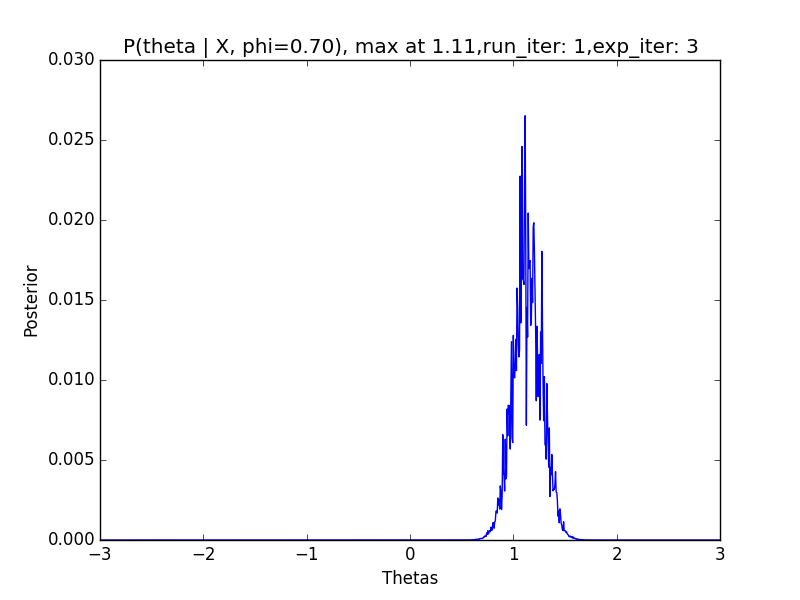 P(theta | X, phi=0.70), max at 1.11,run_iter: 1,exp_iter: 3
0.030
0.025
0.020
0.015
0.010
0.005
0.000
Posterior
−3 −2 −1 0 1 2 3
Thetas